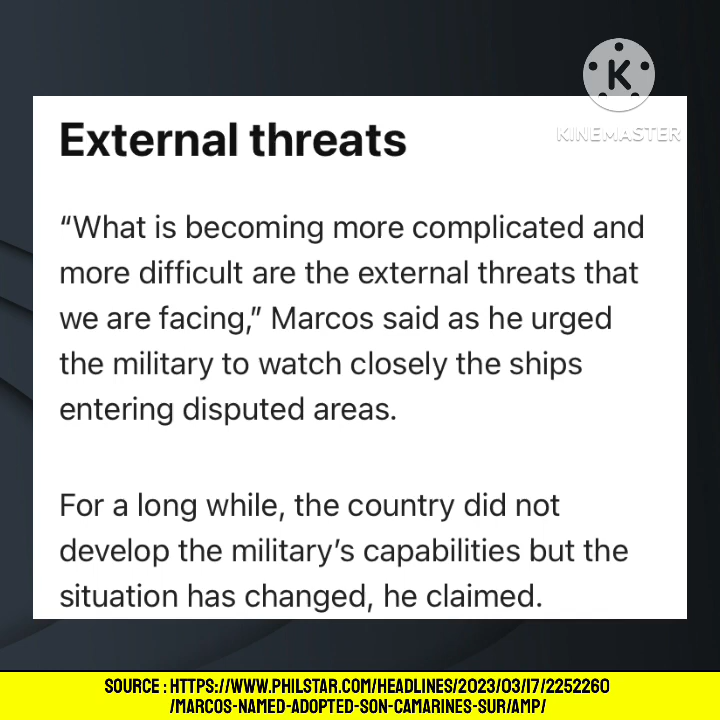 K
KINEMASTER
External threats
“What is becoming more complicated and
more difficult are the external threats that
we are facing,” Marcos said as he urged
the military to watch closely the ships
entering disputed areas.
For a long while, the country did not
develop the military’s capabilities but the
situation has changed, he claimed.
SOURCE : HTTPS://WWW.PHILSTAR.COM/HEADLINES/2023/03/17/2252260
/MARCOS-NAMED-ADOPTED-SON-CAMARINES-SUR/AMP/